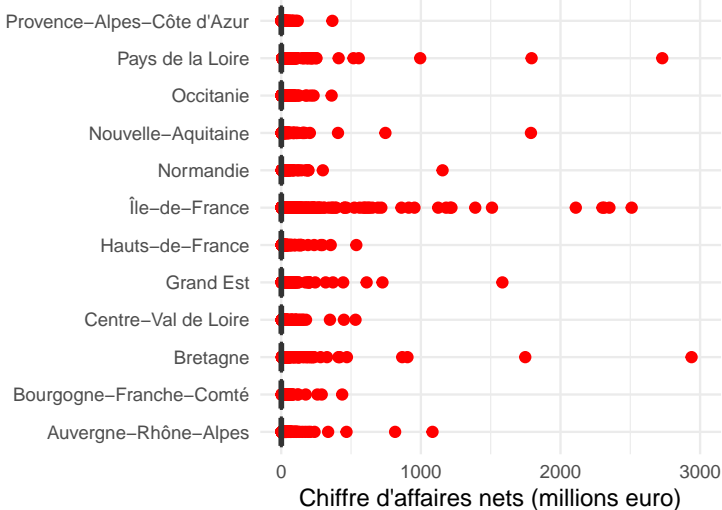 Provence−Alpes−Côte d'Azur
Pays de la Loire
Occitanie
Nouvelle−Aquitaine
Normandie
Île−de−France
Hauts−de−France
Grand Est
Centre−Val de Loire
Bretagne
Bourgogne−Franche−Comté
Auvergne−Rhône−Alpes
0 1000 2000 3000
Chiffre d'affaires nets (millions euro)